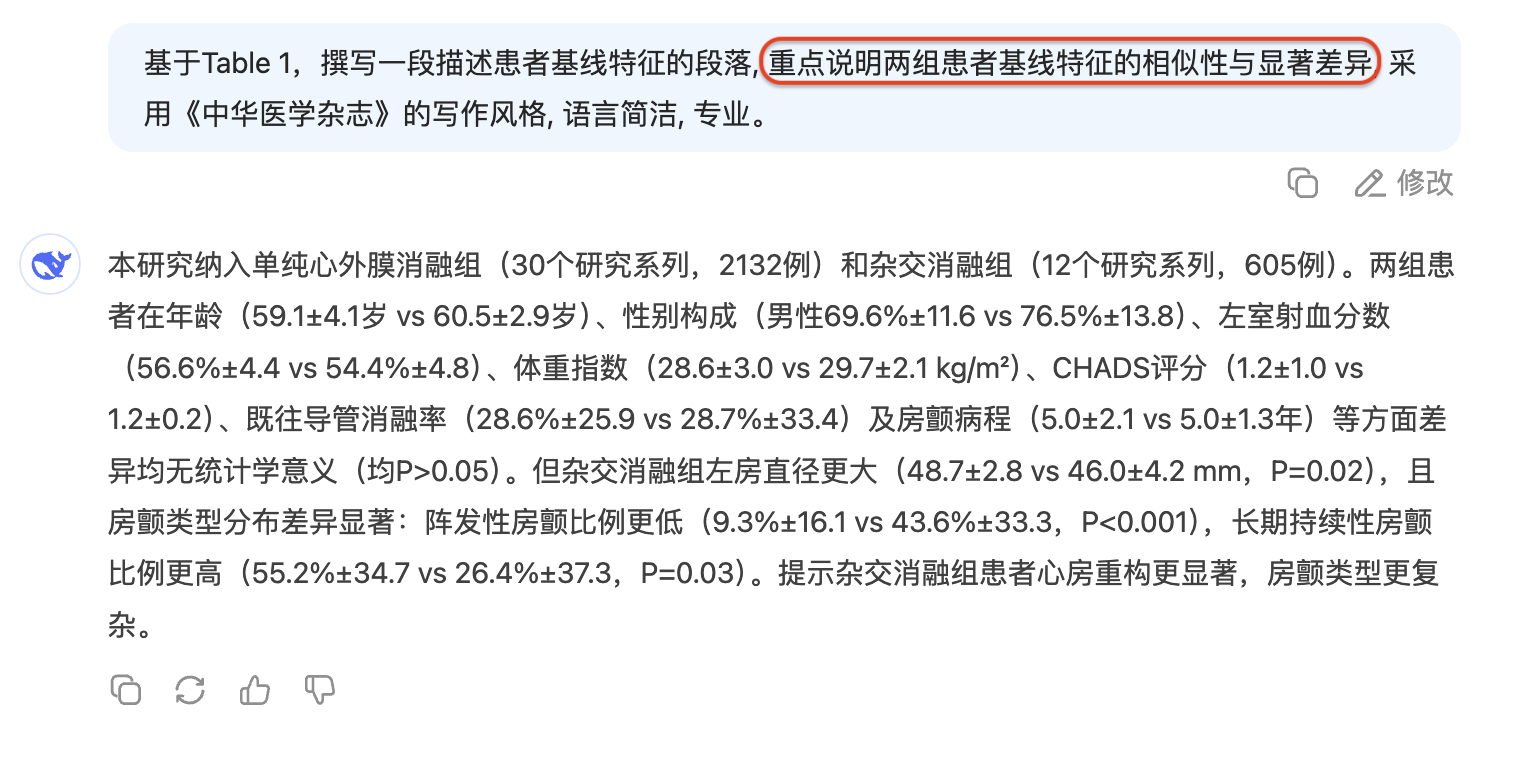 基于Table 1，撰写一段描述患者基线特征的段落, 重点说明两组患者基线特征的相似性与显著差异, 采
用《中华医学杂志》的写作风格, 语言简洁, 专业。
修改
本研究纳入单纯心外膜消融组（30个研究系列，2132例）和杂交消融组（12个研究系列，605例）。两组患
者在年龄（59.1±4.1岁 vs 60.5±2.9岁）、性别构成（男性69.6%±11.6 vs 76.5%±13.8）、左室射血分数
（56.6%±4.4 vs 54.4%±4.8）、体重指数（28.6±3.0 vs 29.7±2.1 kg/m²）、CHADS评分（1.2±1.0 vs
1.2±0.2）、既往导管消融率（28.6%±25.9 vs 28.7%±33.4）及房颤病程（5.0±2.1 vs 5.0±1.3年）等方面差
异均无统计学意义（均P>0.05）。但杂交消融组左房直径更大（48.7±2.8 vs 46.0±4.2 mm，P=0.02），且
房颤类型分布差异显著：阵发性房颤比例更低（9.3%±16.1 vs 43.6%±33.3，P<0.001），长期持续性房颤
比例更高（55.2%±34.7 vs 26.4%±37.3，P=0.03）。提示杂交消融组患者心房重构更显著，房颤类型更复
杂。